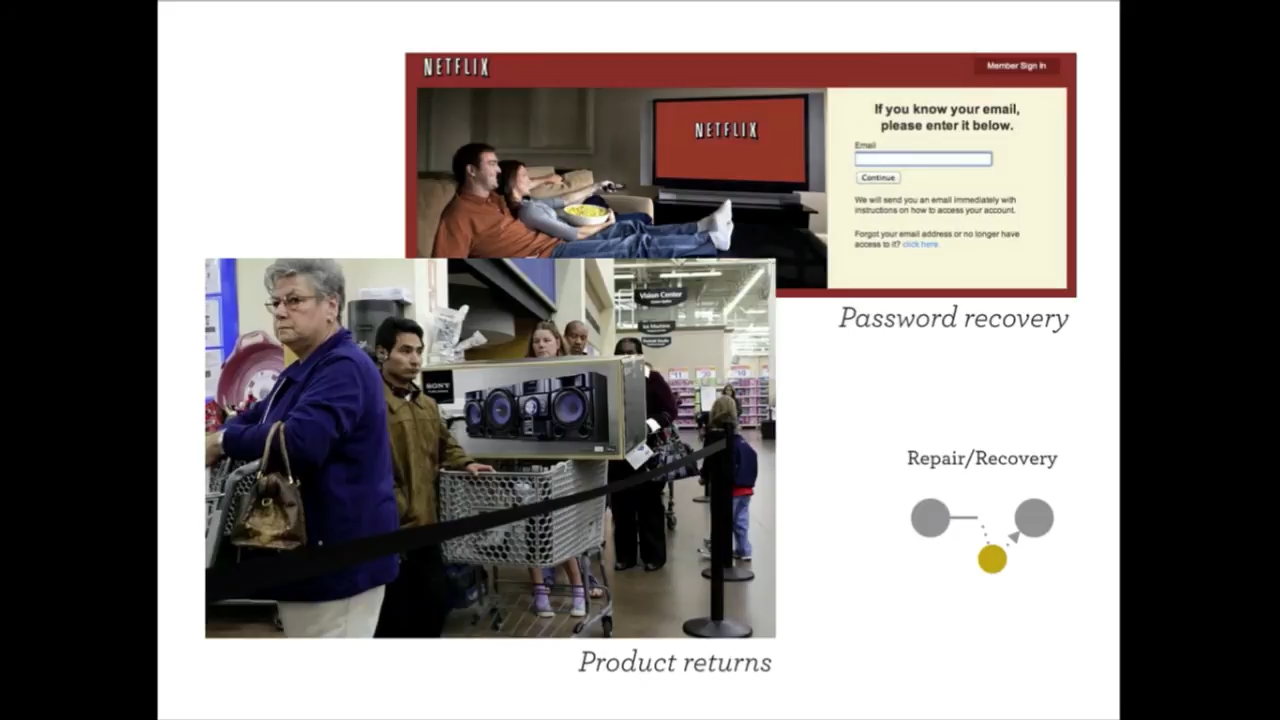 NETFLIX
Member Sign In
NETFLIX
If you know your email,
please enter it below.
Email
Continue
We will send you an email immediately with
instructions on how to access your account.
Forgot your email address or no longer have
access to it? click here.
Password recovery
Vision Center
SONY
Repair/Recovery
Product returns